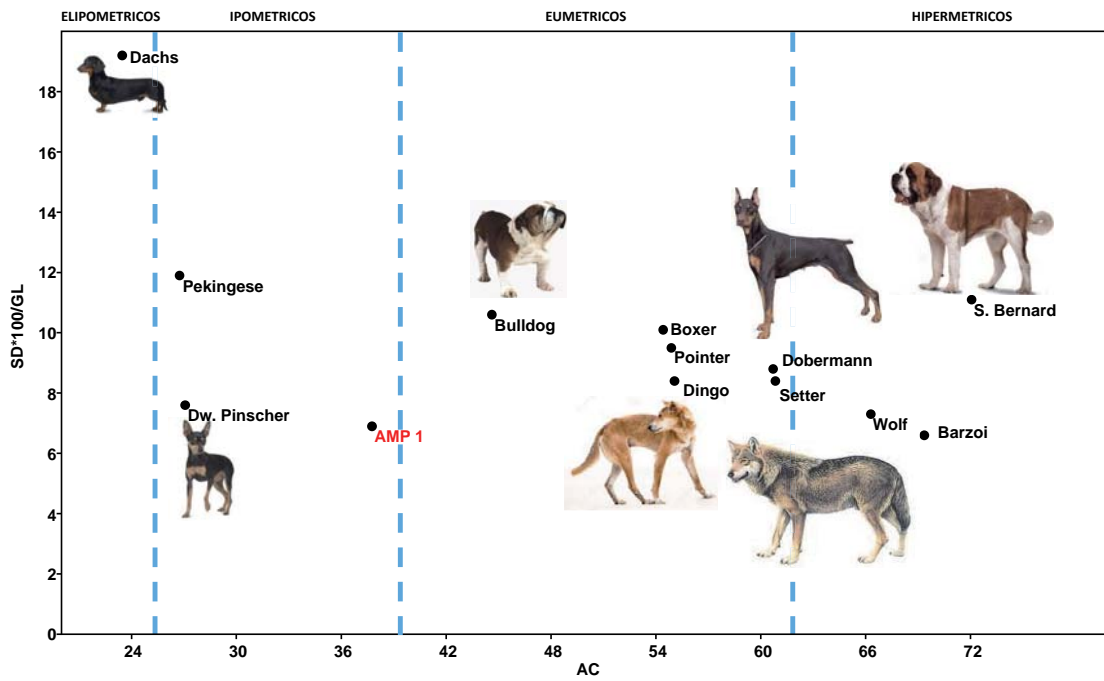 ELIPOMETRICOS IPOMETRICOS EUMETRICOS HIPERMETRICOS
Dachs
18
16
14
12
Pekingese
S. Bernard
Bulldog
Boxer
10
Pointer
Dobermann
Dingo
Setter
8
Dw. Pinscher
Wolf
Barzoi
AMP 1
6
4
2
0
SD*100/GL
24 30 36 42 48 54 60 66 72
AC